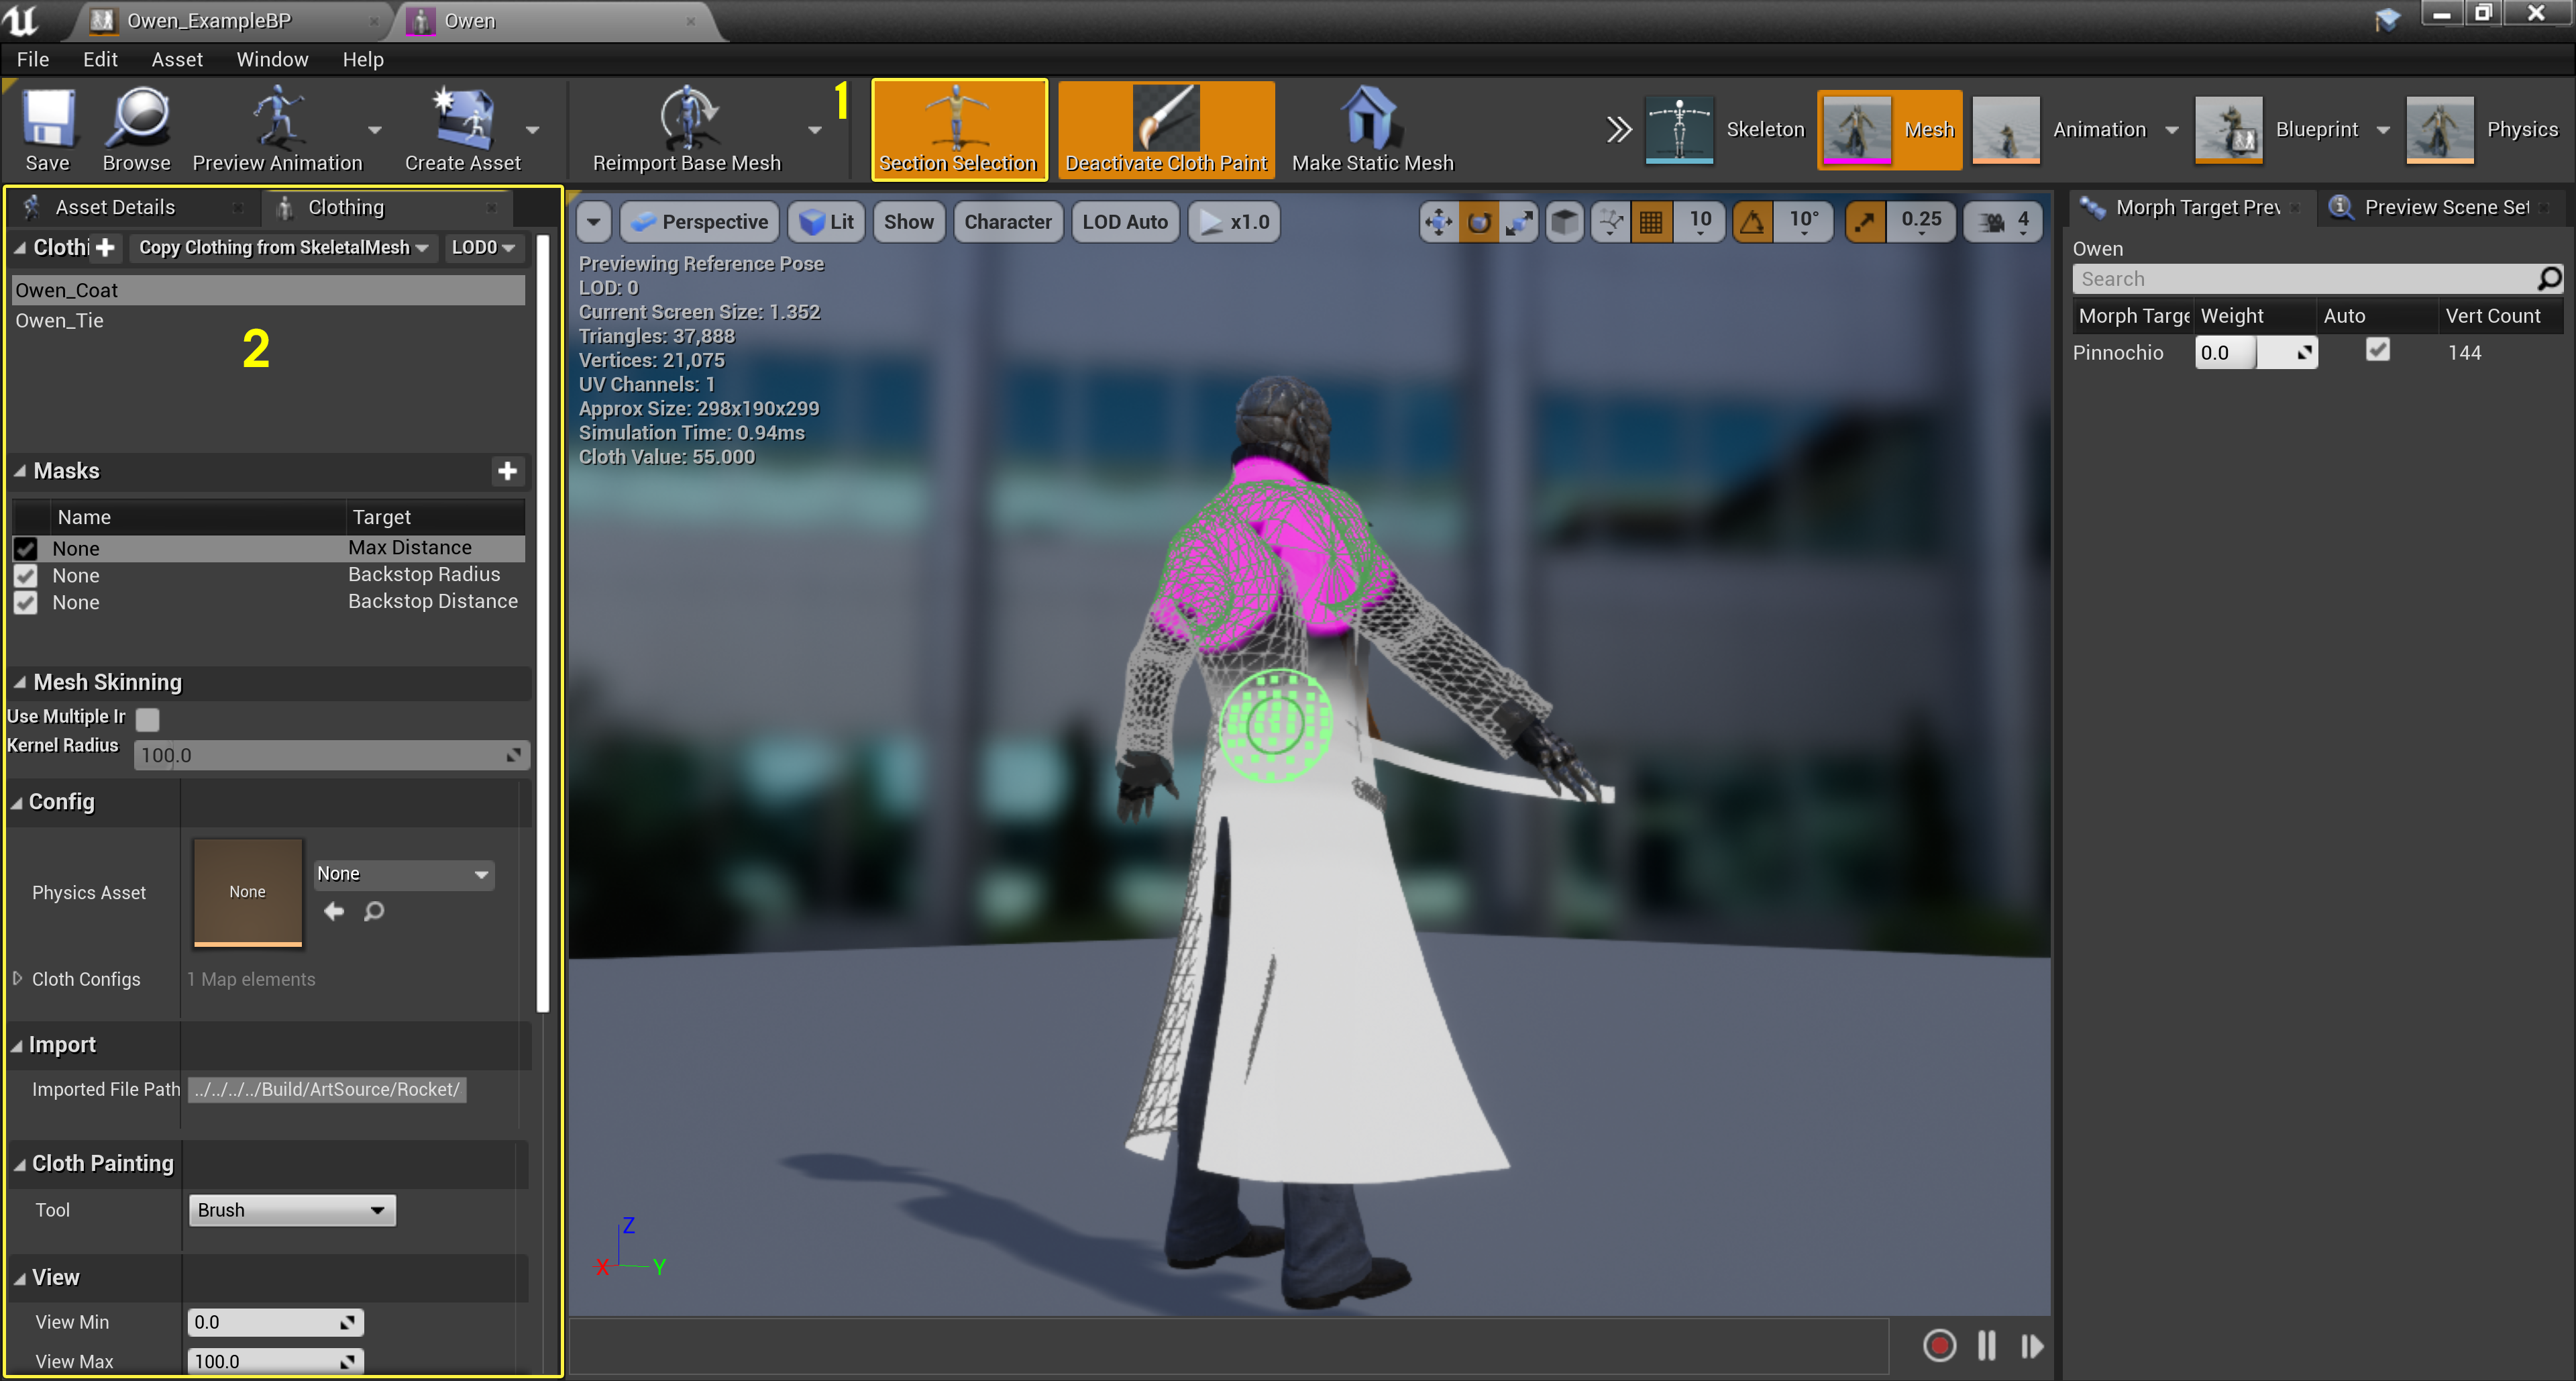 Owen_ExampleBP
Owen
File Edit Asset Window Help
Save
Browse
Preview Animation
Create Asset
Reimport Base Mesh
1
Section Selection
Deactivate Cloth Paint
Make Static Mesh
Skeleton
Mesh
Animation
Blueprint
Physics
Asset Details
Clothing
Clothi
Copy Clothing from SkeletalMesh
LOD0
Owen_Coat
Owen_Tie
2
Masks
Name Target
None Max Distance
None Backstop Radius
None Backstop Distance
Mesh Skinning
Use Multiple Ir
Kernel Radius 100.0
Config
Physics Asset
None
None
Cloth Configs 1 Map elements
Import
Imported File Path ../../../../Build/ArtSource/Rocket/
Cloth Painting
Tool Brush
View
View Min 0.0
View Max 100.0
Perspective
Lit
Show
Character
LOD Auto
x1.0
10
10°
0.25
4
Previewing Reference Pose
LOD: 0
Current Screen Size: 1.352
Triangles: 37,888
Vertices: 21,075
UV Channels: 1
Approx Size: 298x190x299
Simulation Time: 0.94ms
Cloth Value: 55.000
Z
X
Y
Morph Target Prev
Preview Scene Set
Owen
Search
Morph Targe Weight Auto Vert Count
Pinnochio 0.0 144